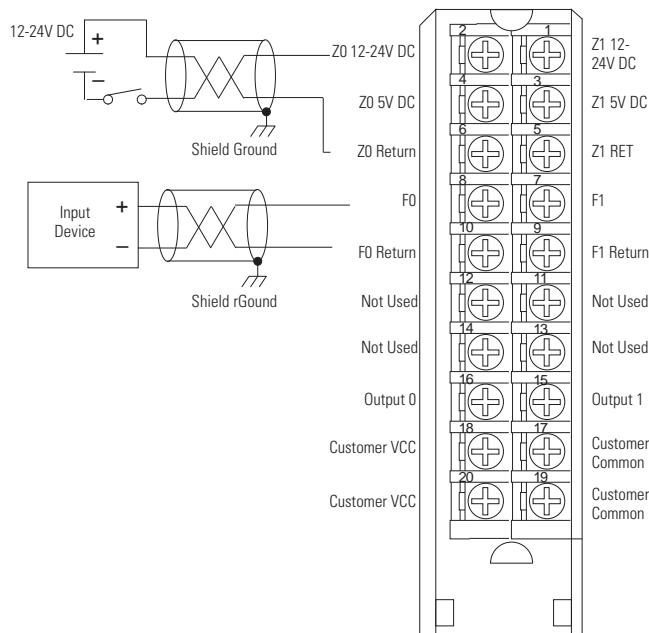 12-24V DC
+
−
Shield Ground
Input
Device
+
−
Shield rGound
Z0 12-24V DC
2
1
Z1 12-
24V DC
Z0 5V DC
4
3
Z1 5V DC
Z0 Return
6
5
Z1 RET
F0
8
7
F1
F0 Return
10
9
F1 Return
Not Used
12
11
Not Used
Not Used
14
13
Not Used
Output 0
16
15
Output 1
Customer VCC
18
17
Customer
Common
Customer VCC
20
19
Customer
Common